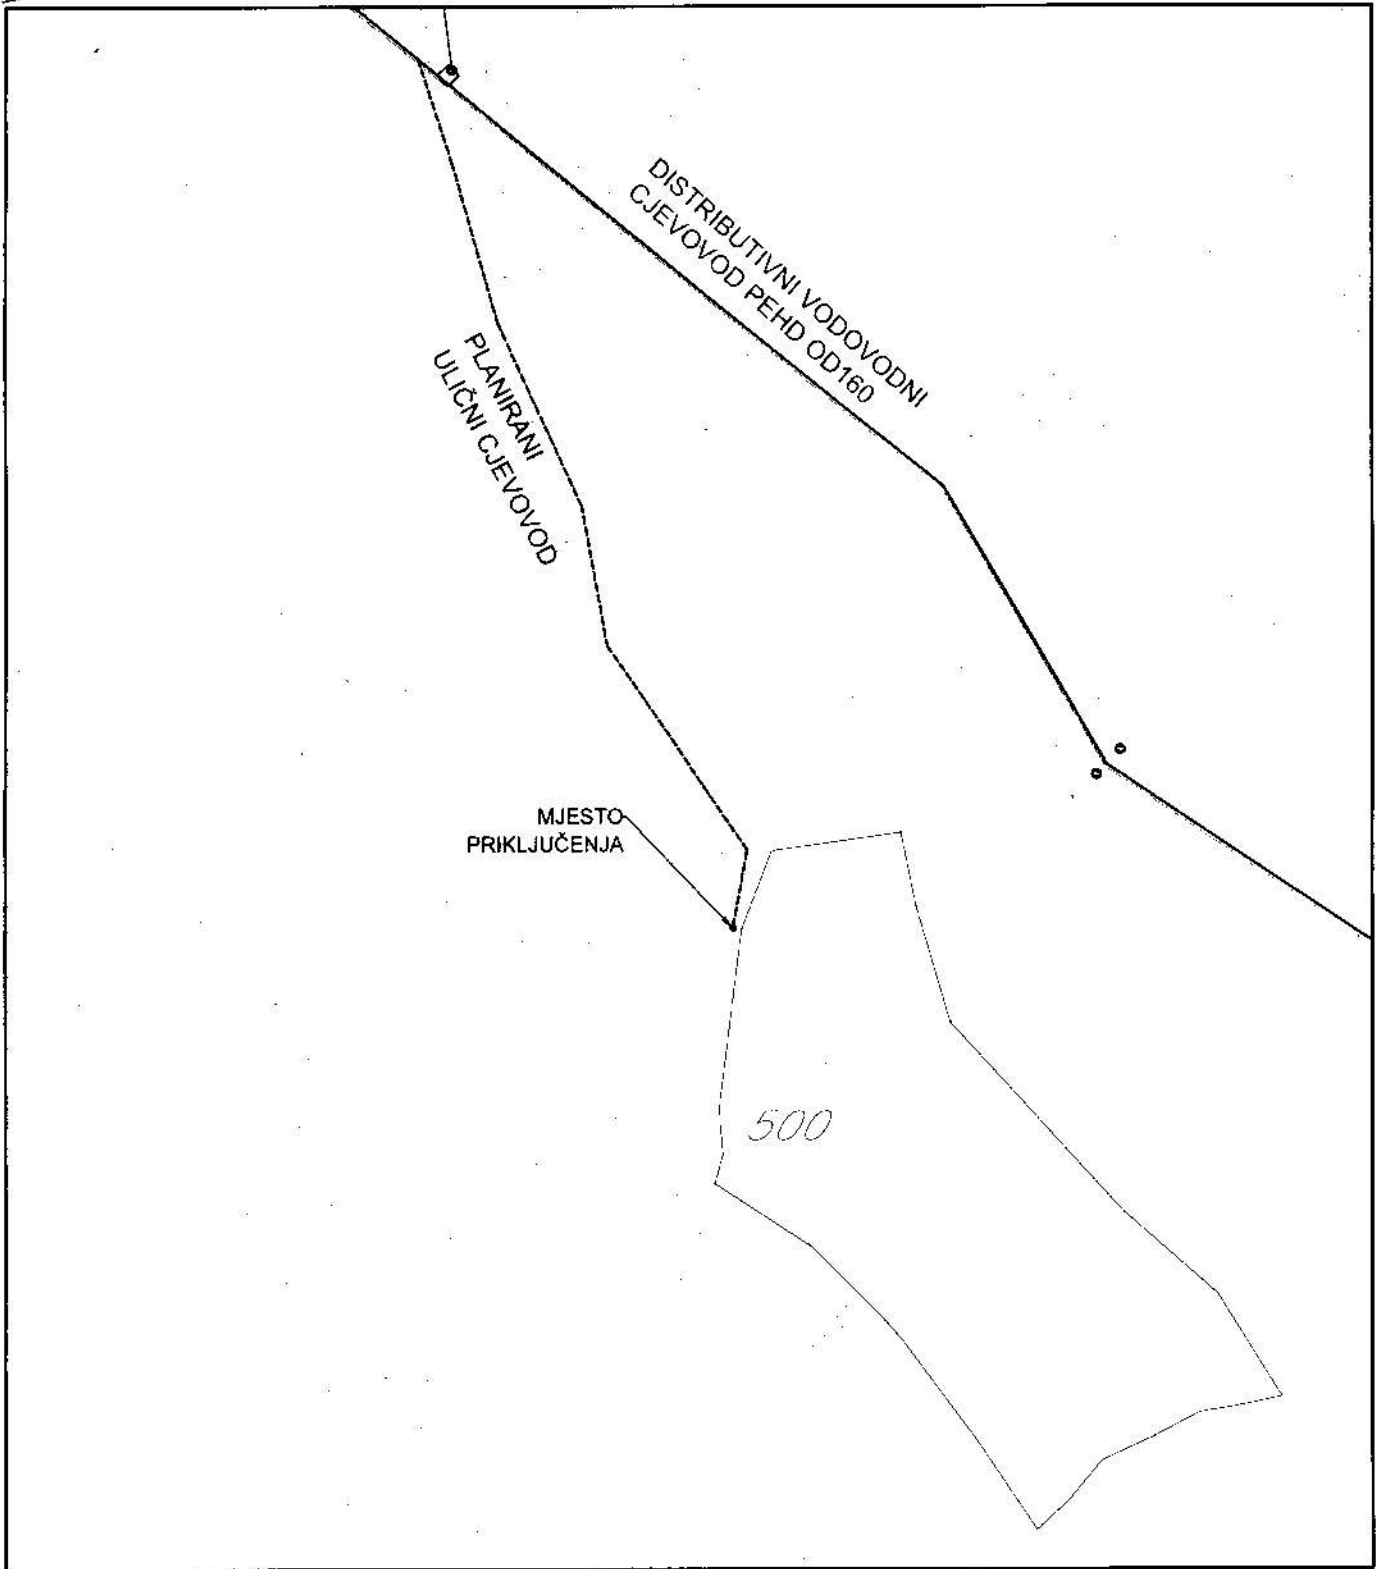 DISTRIBUTIVNI VODOVODNI
CJEVOVOD PEHD OD160
PLANIRANI
ULIČNI CJEVOVOD
MJESTO
PRIKLJUČENJA
500